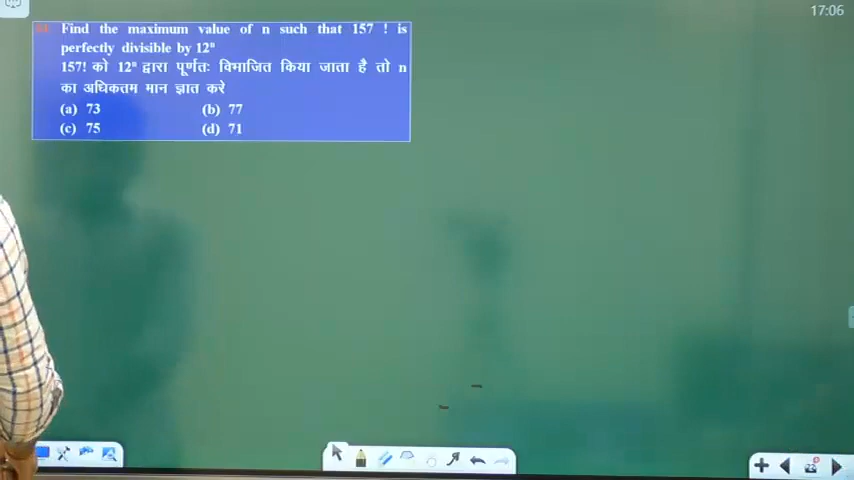 17:06
Find the maximum value of n such that 157 ! is
perfectly divisible by 12ⁿ
157! को 12ⁿ द्वारा पूर्णतः विभाजित किया जाता है तो n
का अधिकतम मान ज्ञात करे
(a) 73 (b) 77
(c) 75 (d) 71